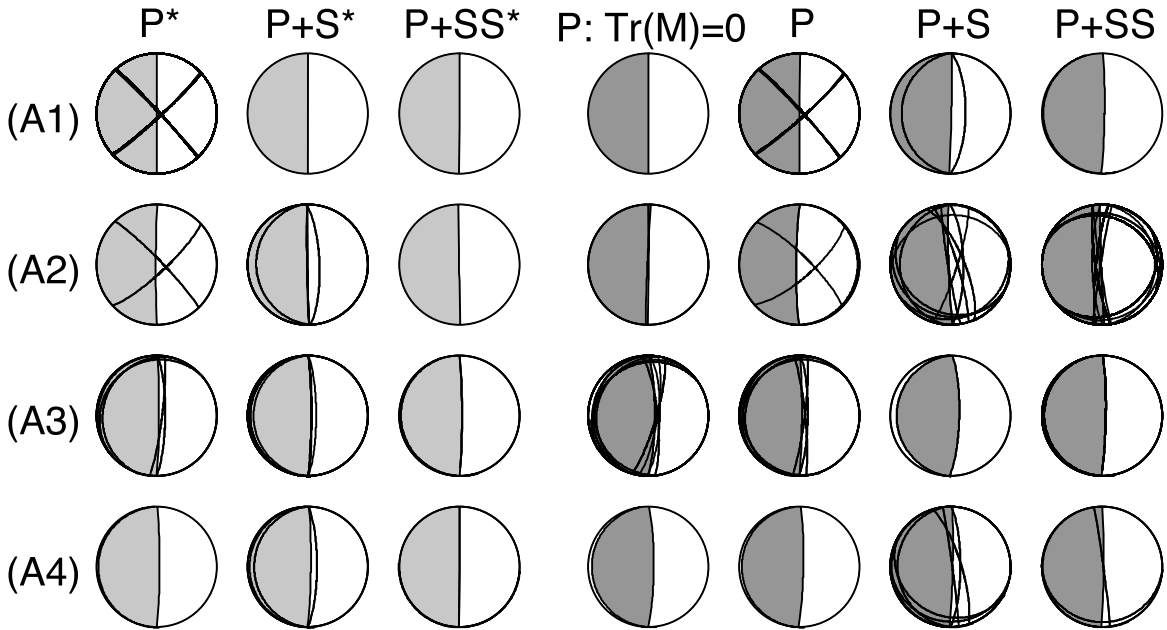 P* P+S* P+SS* P: Tr(M)=0 P P+S P+SS
(A1)
(A2)
(A3)
(A4)